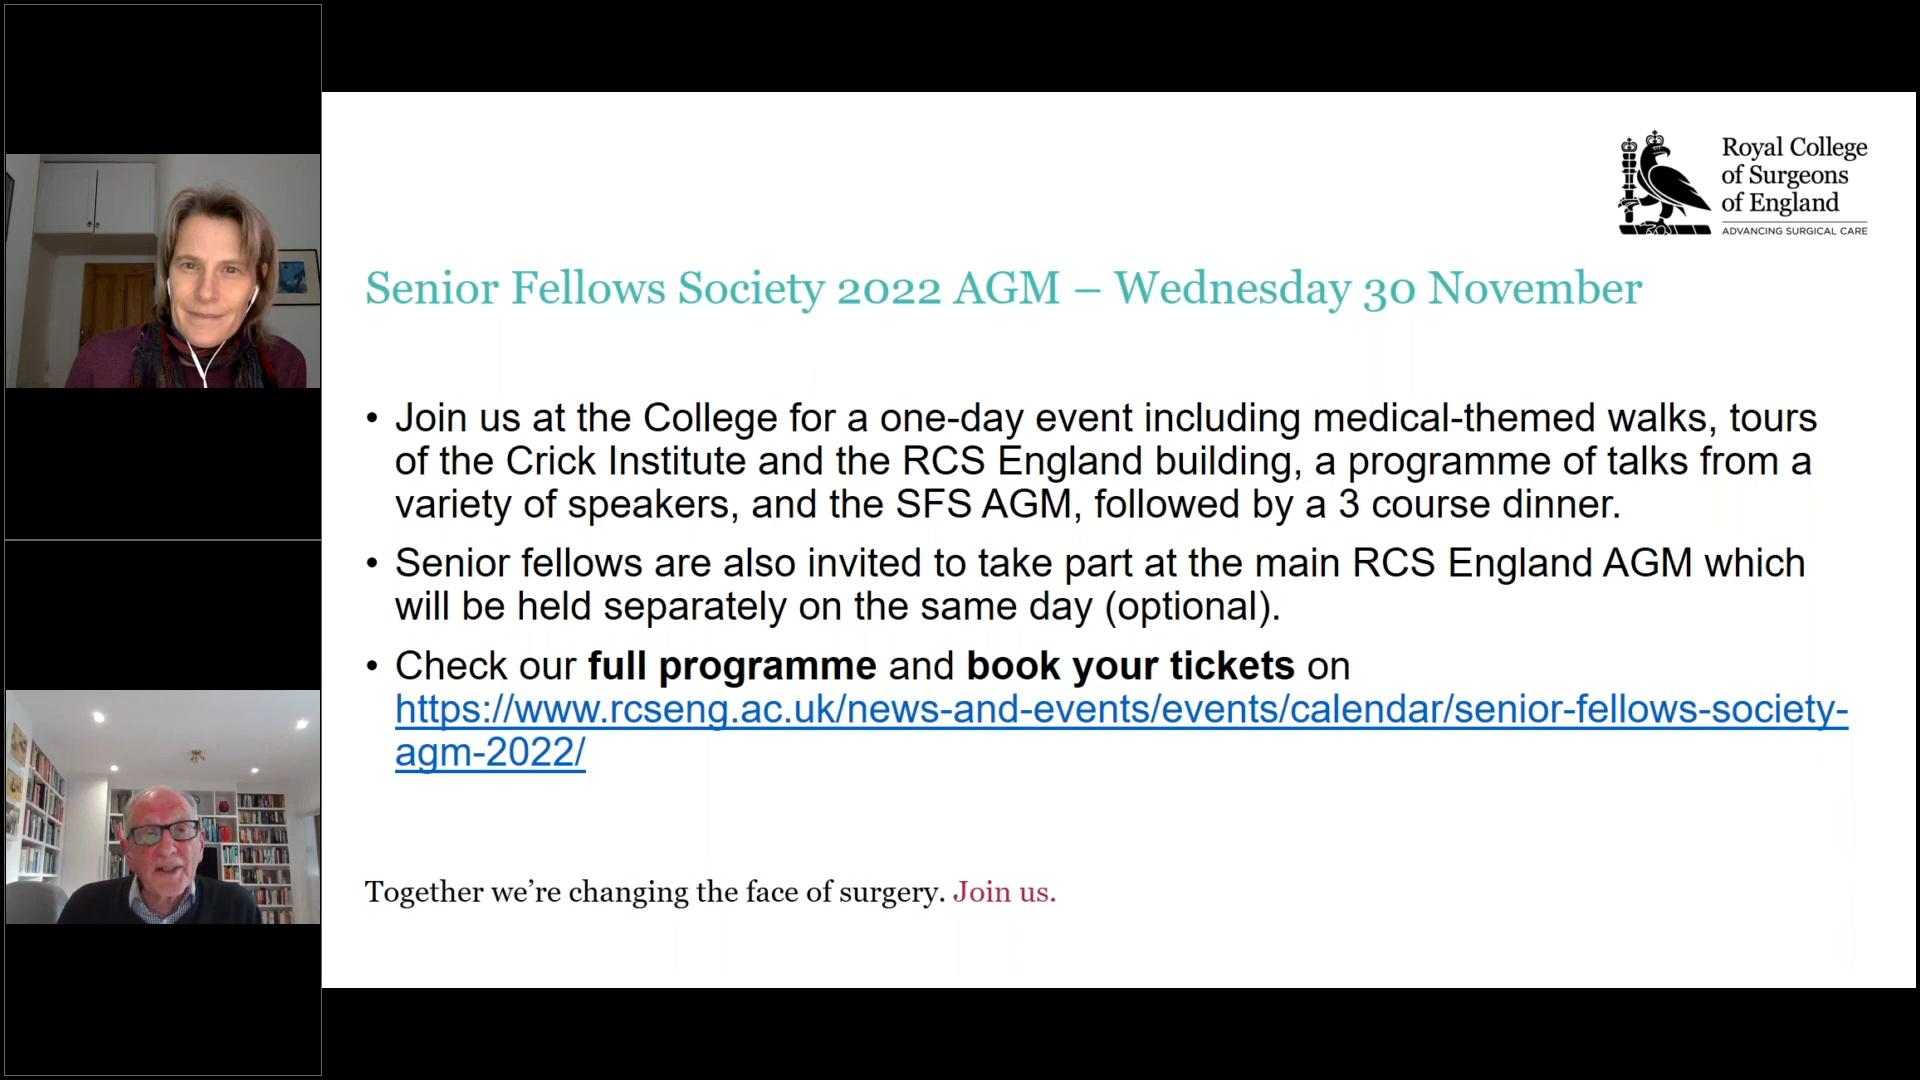 Royal College
of Surgeons
of England
ADVANCING SURGICAL CARE
Senior Fellows Society 2022 AGM – Wednesday 30 November
• Join us at the College for a one-day event including medical-themed walks, tours
of the Crick Institute and the RCS England building, a programme of talks from a
variety of speakers, and the SFS AGM, followed by a 3 course dinner.
• Senior fellows are also invited to take part at the main RCS England AGM which
will be held separately on the same day (optional).
• Check our full programme and book your tickets on
https://www.rcseng.ac.uk/news-and-events/events/calendar/senior-fellows-society-
agm-2022/
Together we’re changing the face of surgery. Join us.